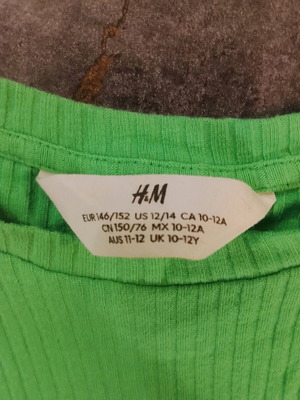 H&M
EUR 146/152 US 12/14 CA 10-12A
CN 150/76 MX 10-12A
AUS 11-12 UK 10-12Y